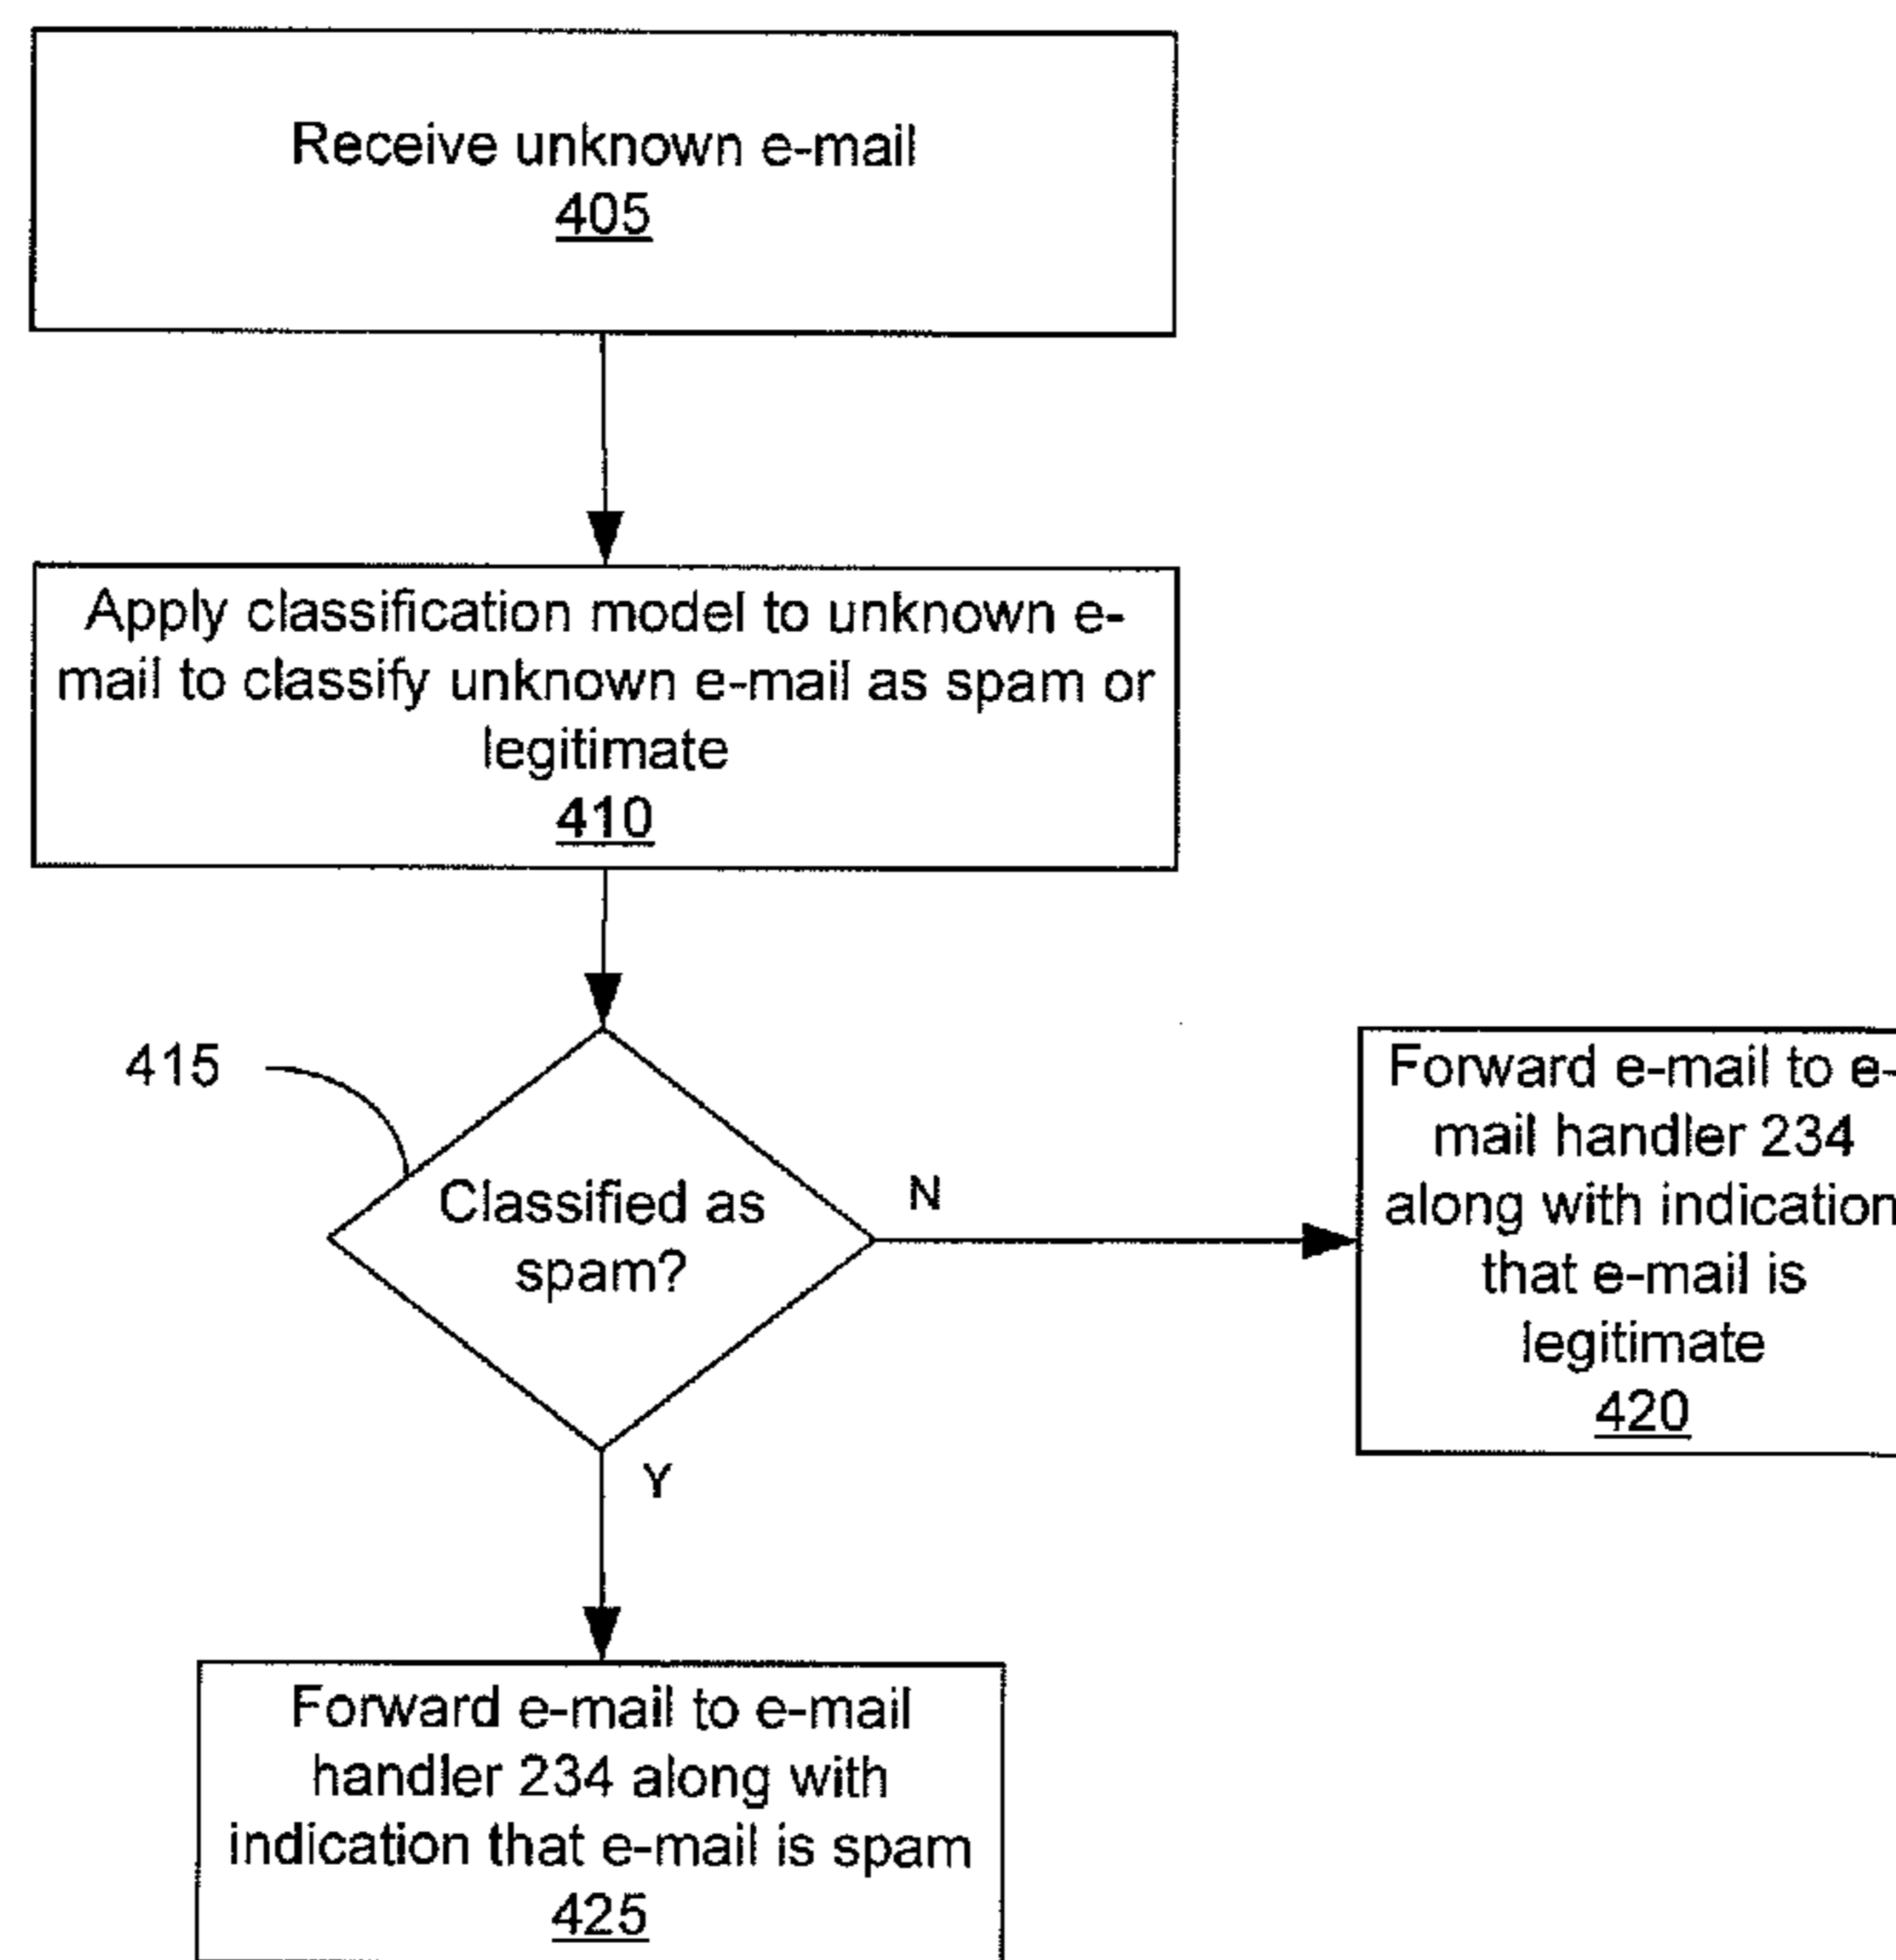 Receive unknown e-mail
405
Apply classification model to unknown e-
mail to classify unknown e-mail as spam or
legitimate
410
415
Classified as
spam?
N
Forward e-mail to e-
mail handler 234
along with indication
that e-mail is
legitimate
420
Y
Forward e-mail to e-mail
handler 234 along with
indication that e-mail is spam
425